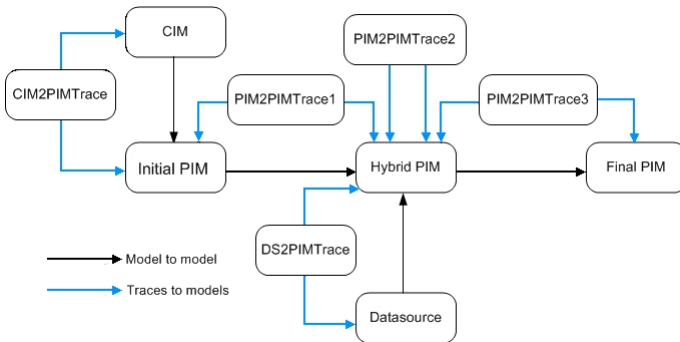 CIM
PIM2PIMTrace2
CIM2PIMTrace
PIM2PIMTrace1
PIM2PIMTrace3
Initial PIM
Hybrid PIM
Final PIM
DS2PIMTrace
Model to model
Traces to models
Datasource